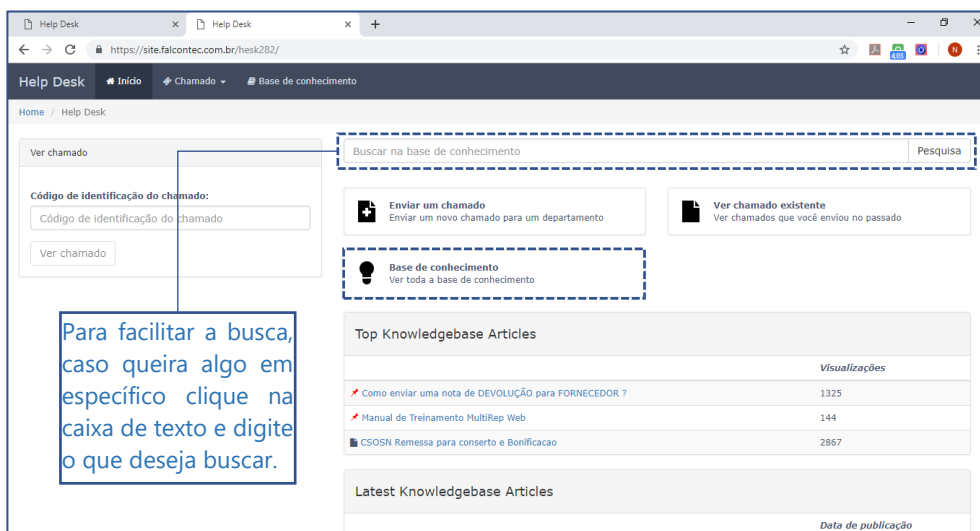 Help Desk
Help Desk
https://site.falcontec.com.br/hesk282/
4,03
N
Help Desk Início Chamado Base de conhecimento
Home / Help Desk
Ver chamado
Código de identificação do chamado:
Código de identificação do chamado
Ver chamado
Para facilitar a busca,
caso queira algo em
específico clique na
caixa de texto e digite
o que deseja buscar.
Buscar na base de conhecimento Pesquisa
Enviar um chamado
Enviar um novo chamado para um departamento
Ver chamado existente
Ver chamados que você enviou no passado
Base de conhecimento
Ver toda a base de conhecimento
Top Knowledgebase Articles
Visualizações
Como enviar uma nota de DEVOLUÇÃO para FORNECEDOR ? 1325
Manual de Treinamento MultiRep Web 144
CSOSN Remessa para conserto e Bonificacao 2867
Latest Knowledgebase Articles
Data de publicação